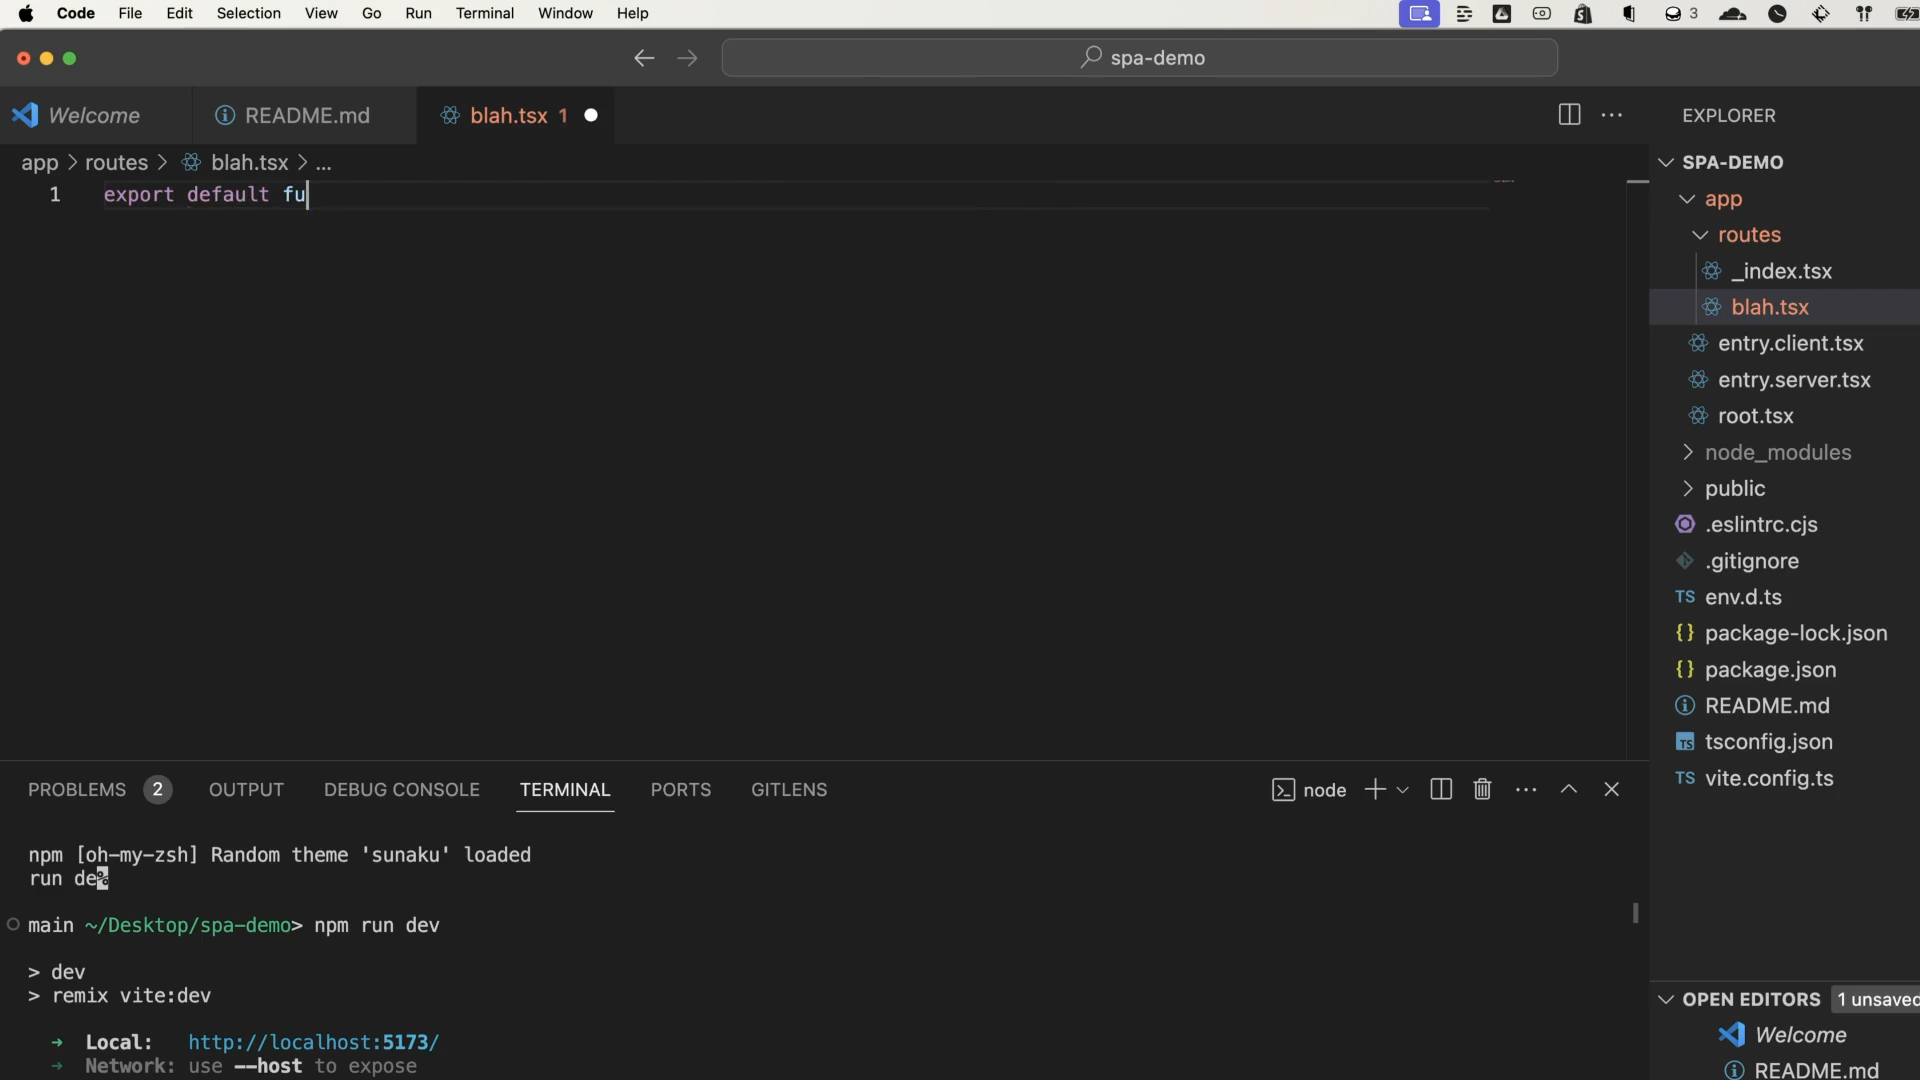 Code File Edit Selection View Go Run Terminal Window Help 3
spa-demo
Welcome README.md blah.tsx 1
EXPLORER
app > routes > blah.tsx > ...
1 export default fu
SPA-DEMO
app
routes
_index.tsx
blah.tsx
entry.client.tsx
entry.server.tsx
root.tsx
node_modules
public
.eslintrc.cjs
.gitignore
TS env.d.ts
{} package-lock.json
{} package.json
README.md
TS tsconfig.json
TS vite.config.ts
PROBLEMS 2 OUTPUT DEBUG CONSOLE TERMINAL PORTS GITLENS node
npm [oh-my-zsh] Random theme 'sunaku' loaded
run de%
main ~/Desktop/spa-demo> npm run dev
> dev
> remix vite:dev
➜ Local: http://localhost:5173/
➜ Network: use --host to expose
OPEN EDITORS 1 unsaved
Welcome
README.md